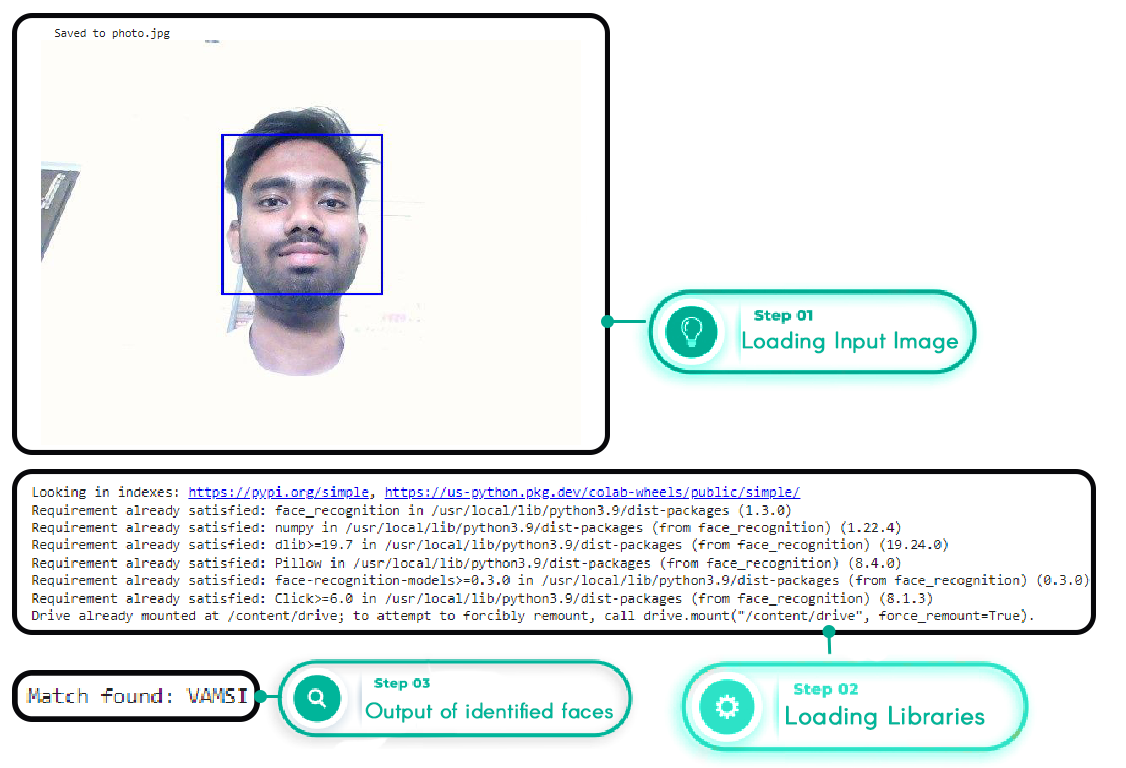 Saved to photo.jpg
Step 01
Loading Input Image
Looking in indexes: https://pypi.org/simple, https://us-python.pkg.dev/colab-wheels/public/simple/
Requirement already satisfied: face_recognition in /usr/local/lib/python3.9/dist-packages (1.3.0)
Requirement already satisfied: numpy in /usr/local/lib/python3.9/dist-packages (from face_recognition) (1.22.4)
Requirement already satisfied: dlib>=19.7 in /usr/local/lib/python3.9/dist-packages (from face_recognition) (19.24.0)
Requirement already satisfied: Pillow in /usr/local/lib/python3.9/dist-packages (from face_recognition) (8.4.0)
Requirement already satisfied: face-recognition-models>=0.3.0 in /usr/local/lib/python3.9/dist-packages (from face_recognition) (0.3.0)
Requirement already satisfied: Click>=6.0 in /usr/local/lib/python3.9/dist-packages (from face_recognition) (8.1.3)
Drive already mounted at /content/drive; to attempt to forcibly remount, call drive.mount("/content/drive", force_remount=True).
Step 02
Loading Libraries
Step 03
Output of identified faces
Match found: VAMSI